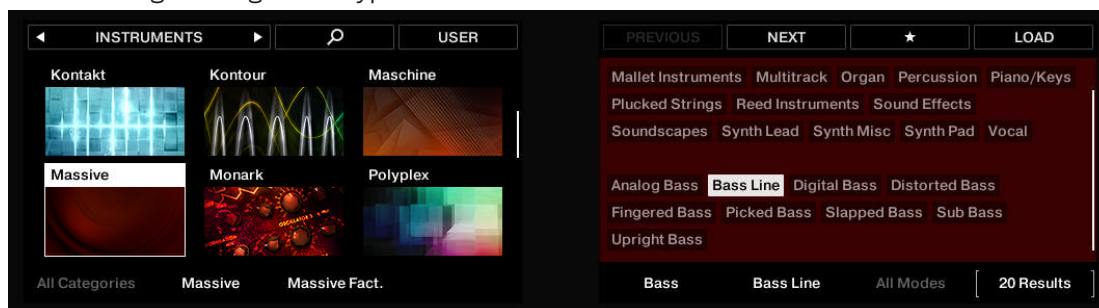 INSTRUMENTS USER
Kontakt Kontour Maschine
Massive Monark Polyplex
All Categories Massive Massive Fact.
PREVIOUS NEXT ★ LOAD
Mallet Instruments Multitrack Organ Percussion Piano/Keys
Plucked Strings Reed Instruments Sound Effects
Soundscapes Synth Lead Synth Misc Synth Pad Vocal
Analog Bass Bass Line Digital Bass Distorted Bass
Fingered Bass Picked Bass Slapped Bass Sub Bass
Upright Bass
Bass Bass Line All Modes 20 Results